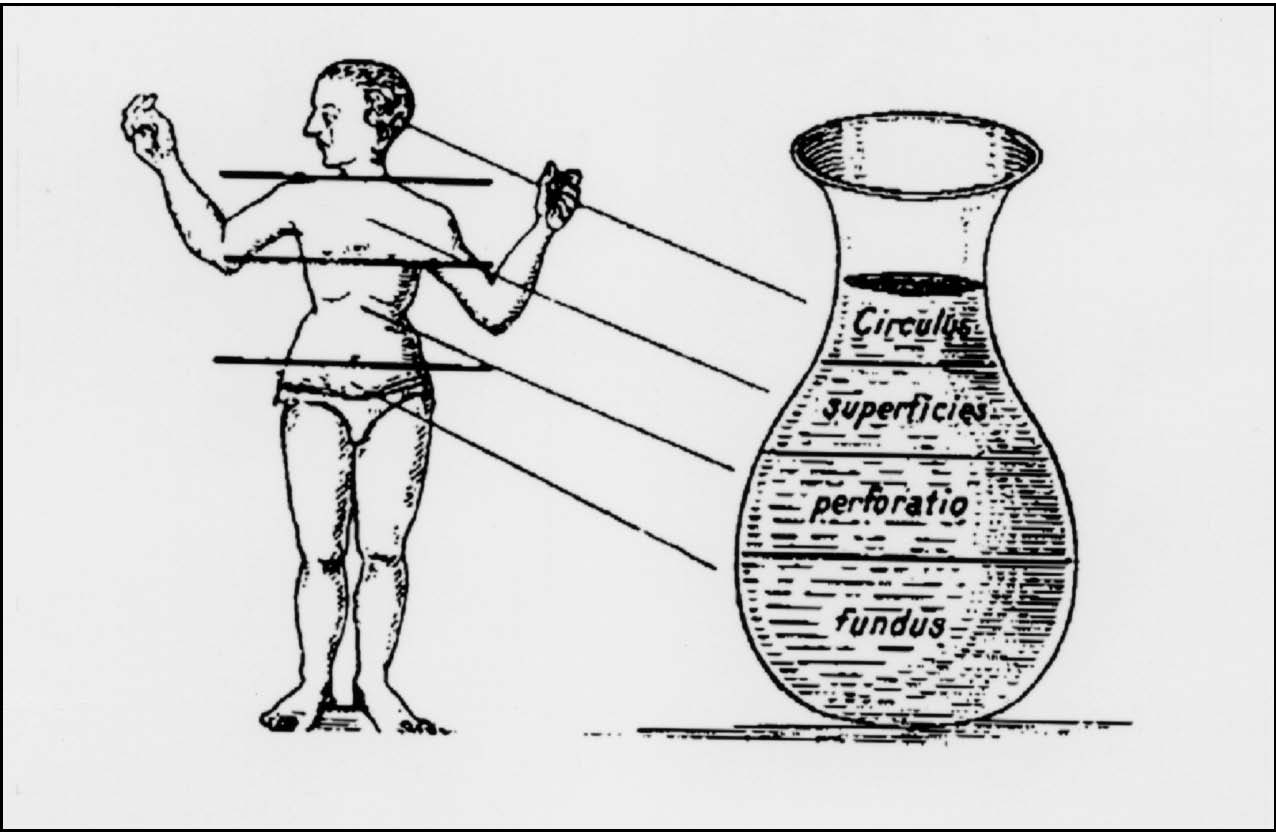 Circulus
superficies
perforatio
fundus